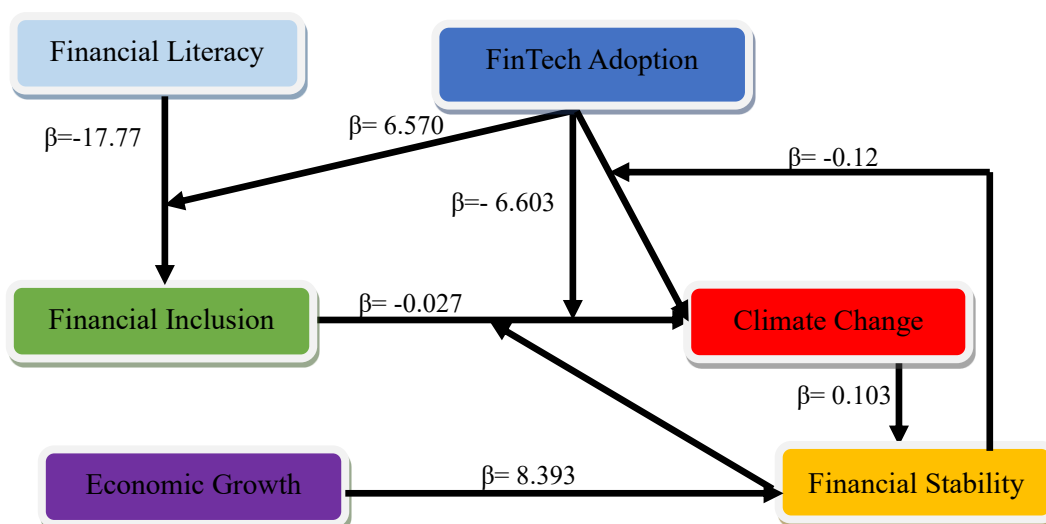 Financial Literacy
FinTech Adoption
β=-17.77
β= 6.570
β= -0.12
β=- 6.603
Financial Inclusion
β= -0.027
Climate Change
β= 0.103
Economic Growth
β= 8.393
Financial Stability